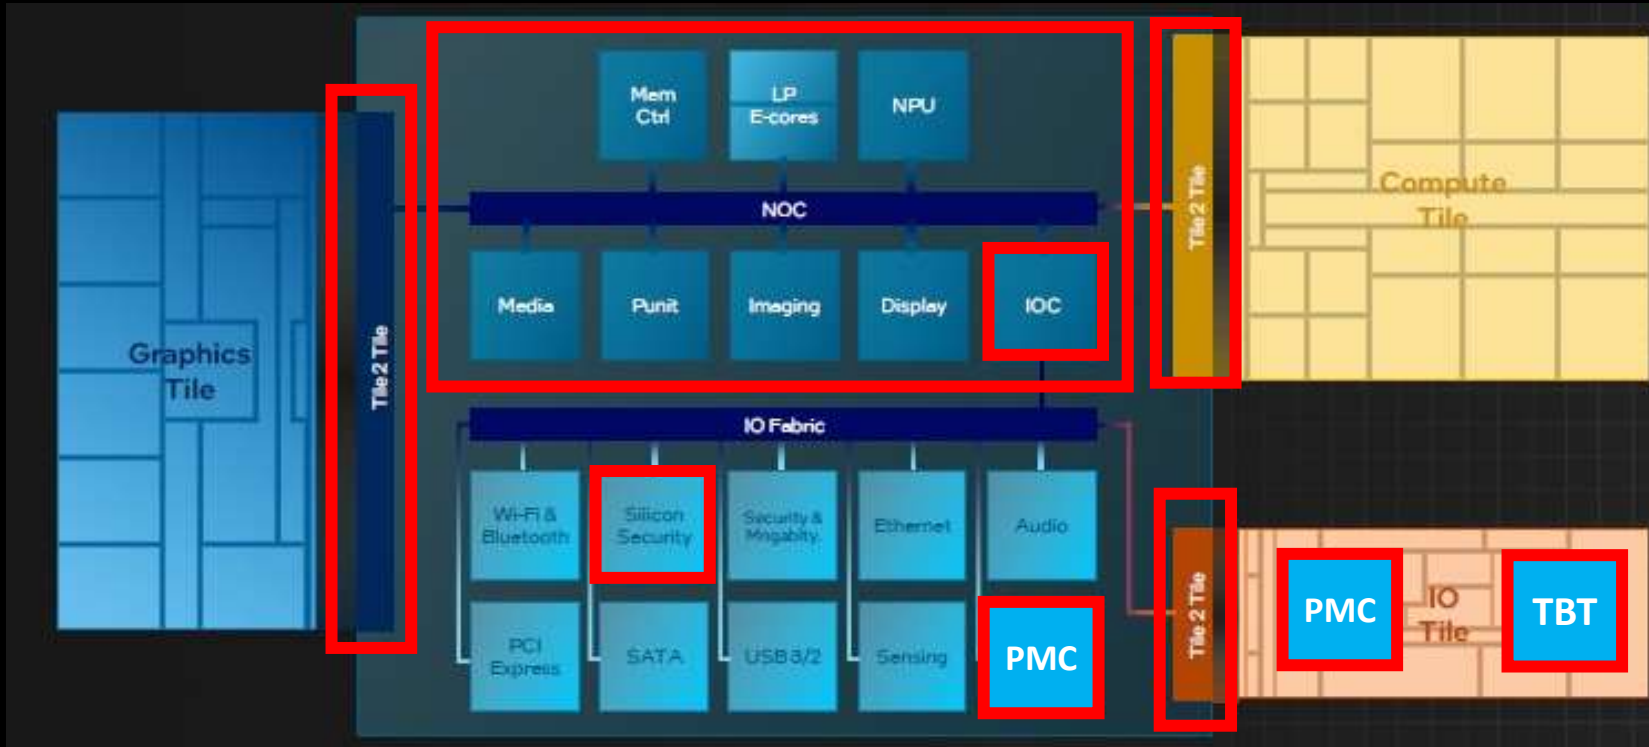 Mem
Ctrl
LP
E-cores
NPU
NOC
Media
Punit
Imaging
Display
IOC
Graphics
Tile
Tile 2 Tile
Tile 2 Tile
Compute
Tile
IO Fabric
Wi-Fi &
Bluetooth
Silicon
Security
Security &
Mngability.
Ethernet
Audio
PCI
Express
SATA
USB3/2
Sensing
PMC
Tile 2 Tile
PMC
IO
Tile
TBT